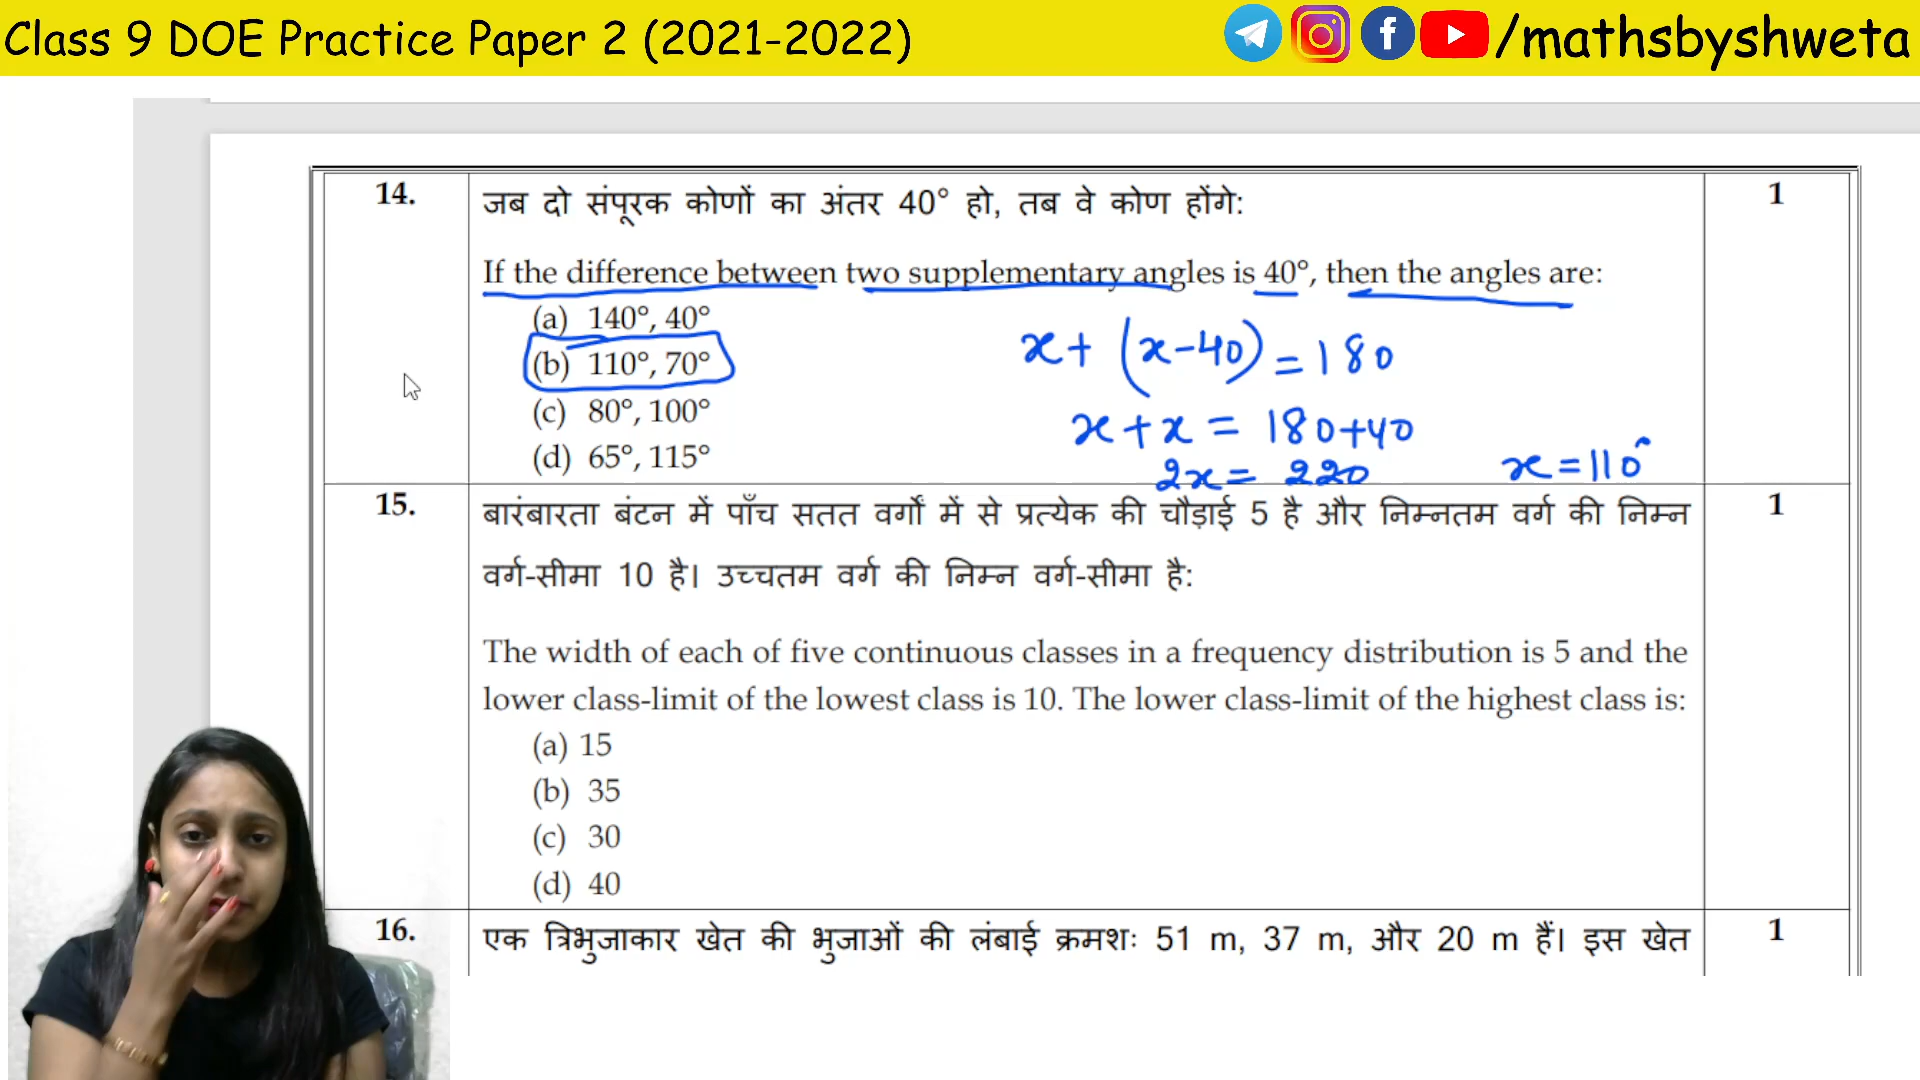 Class 9 DOE Practice Paper 2 (2021-2022)
/mathsbyshweta
14.
जब दो संपूरक कोणों का अंतर 40° हो, तब वे कोण होंगे:
1
If the difference between two supplementary angles is 40°, then the angles are:
(a) 140°, 40°
(b) 110°, 70°
(c) 80°, 100°
(d) 65°, 115°
x + (x-40) = 180
x + x = 180+40
2x = 220
x = 110°
15.
बारंबारता बंटन में पाँच सतत वर्गों में से प्रत्येक की चौड़ाई 5 है और निम्नतम वर्ग की निम्न
1
वर्ग-सीमा 10 है। उच्चतम वर्ग की निम्न वर्ग-सीमा है:
The width of each of five continuous classes in a frequency distribution is 5 and the
lower class-limit of the lowest class is 10. The lower class-limit of the highest class is:
(a) 15
(b) 35
(c) 30
(d) 40
16.
एक त्रिभुजाकार खेत की भुजाओं की लंबाई क्रमशः 51 m, 37 m, और 20 m हैं। इस खेत
1